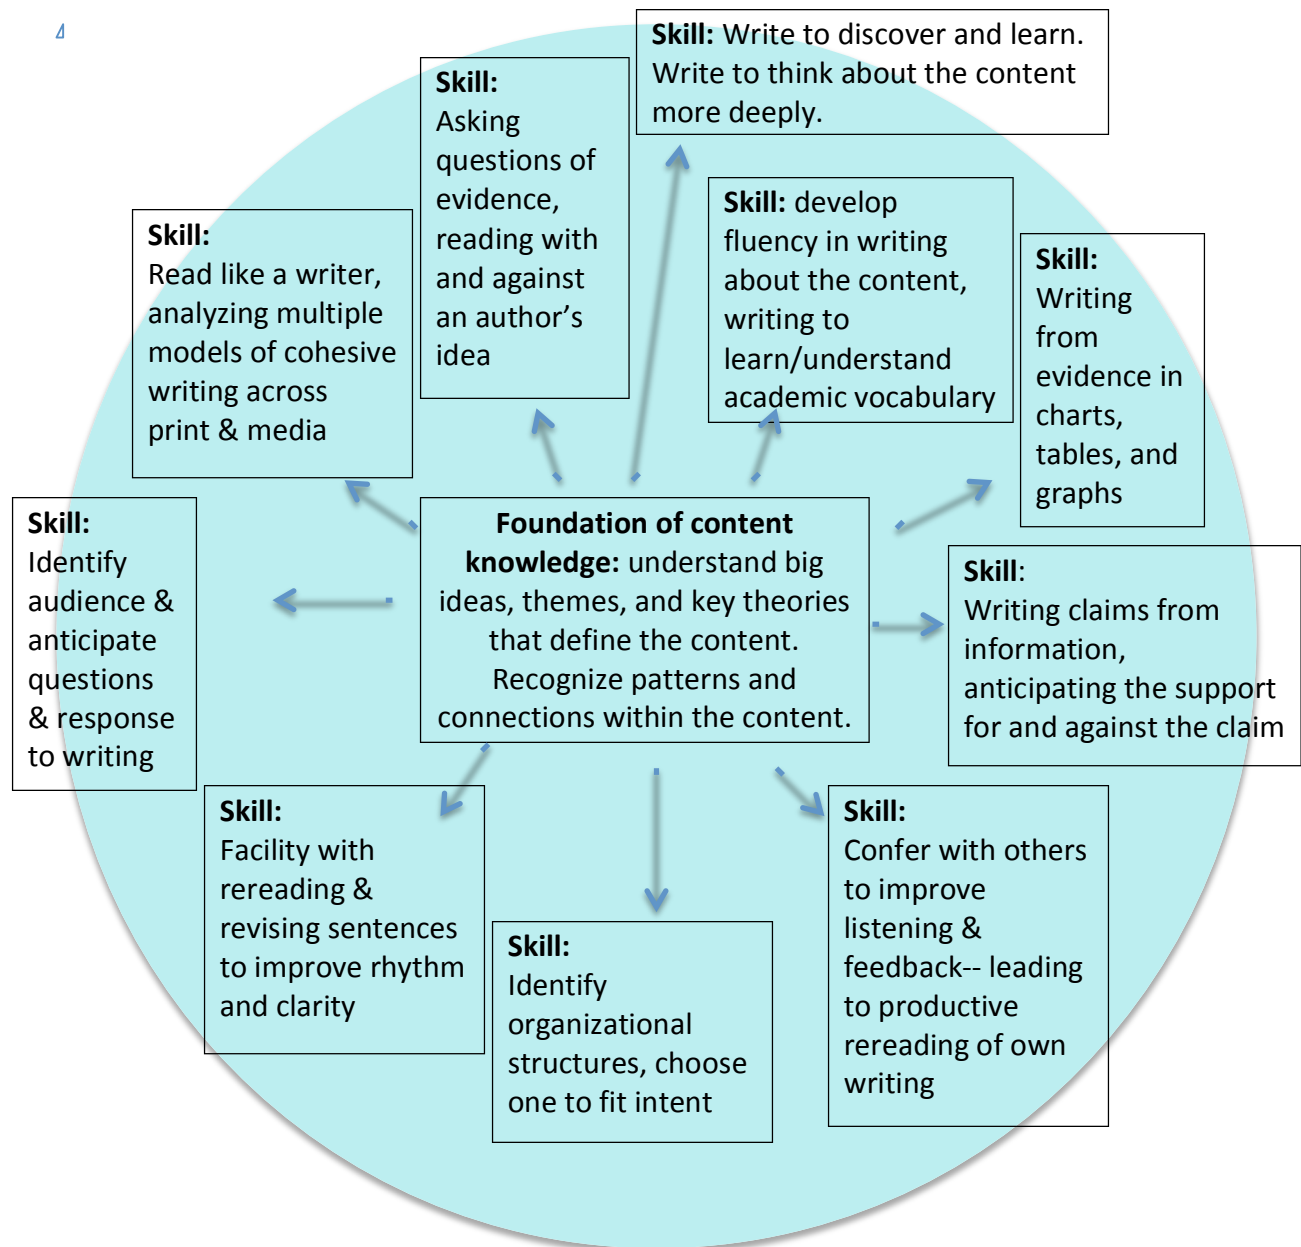 Skill: Write to discover and learn.
Write to think about the content
more deeply.
Skill:
Asking
questions of
evidence,
reading with
and against
an author’s
idea
Skill: develop
fluency in writing
about the content,
writing to
learn/understand
academic vocabulary
Skill:
Read like a writer,
analyzing multiple
models of cohesive
writing across
print & media
Skill:
Writing
from
evidence in
charts,
tables, and
graphs
Skill:
Identify
audience &
anticipate
questions
& response
to writing
Foundation of content
knowledge: understand big
ideas, themes, and key theories
that define the content.
Recognize patterns and
connections within the content.
Skill:
Writing claims from
information,
anticipating the support
for and against the claim
Skill:
Facility with
rereading &
revising sentences
to improve rhythm
and clarity
Skill:
Identify
organizational
structures, choose
one to fit intent
Skill:
Confer with others
to improve
listening &
feedback-- leading
to productive
rereading of own
writing